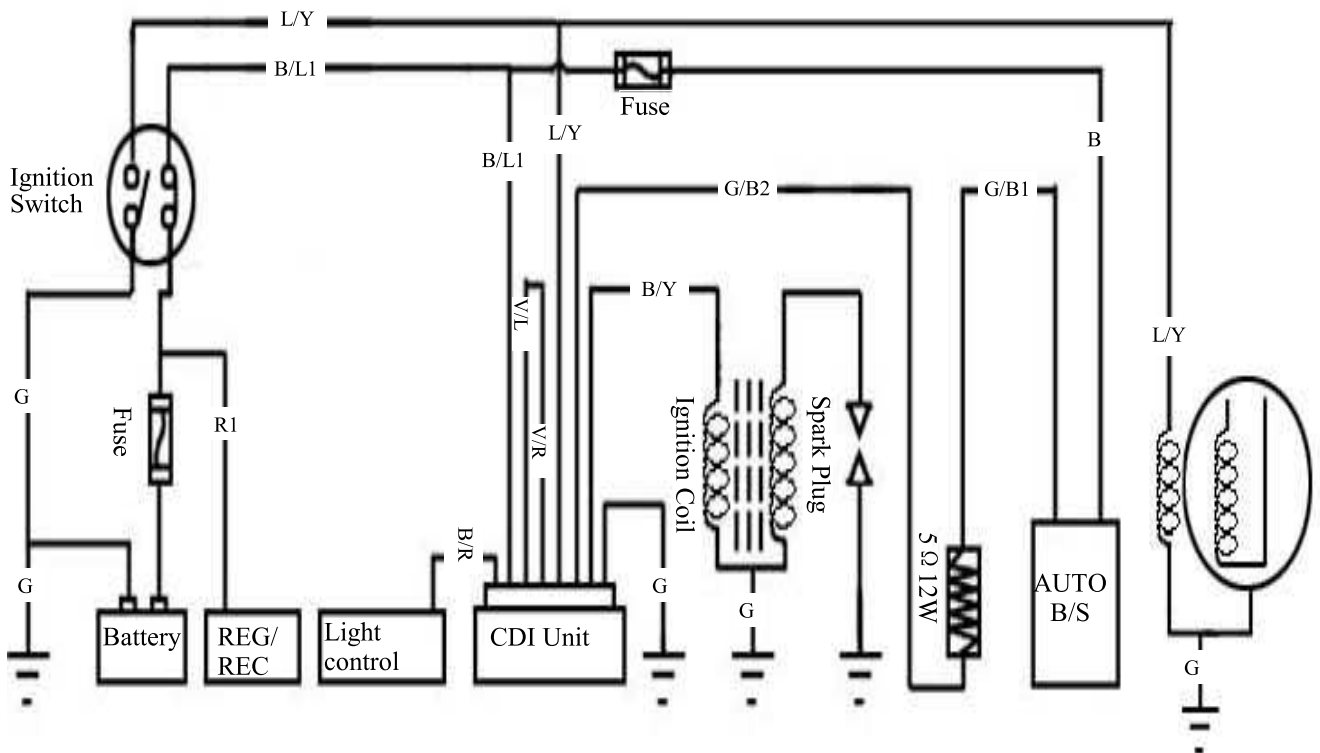 L/Y
B/L1
Fuse
L/Y
B/L1
B
Ignition
Switch
G/B2
G/B1
V/L
B/Y
L/Y
G
Fuse
R1
V/R
Ignition Coil
Spark Plug
B/R
5 Ω 12W
G
G
G
AUTO
B/S
Battery
REG/
REC
Light
control
CDI Unit
G